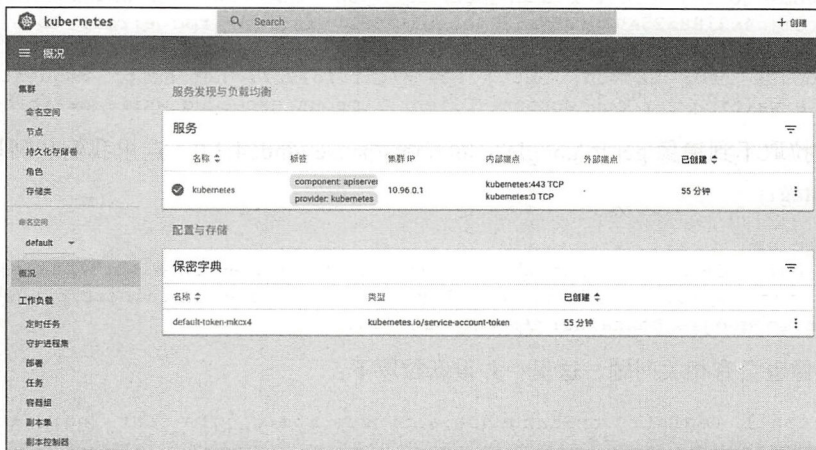 kubernetes
Search
+ 创建
概况
集群
命名空间
节点
持久化存储卷
角色
存储类
命名空间
default
概况
工作负载
定时任务
守护进程集
部署
任务
容器组
副本集
副本控制器
服务发现与负载均衡
服务
名称 标签 集群 IP 内部端点 外部端点 已创建
kubernetes component: apiserver provider: kubernetes 10.96 0.1 kubernetes:443 TCP kubernetes:0 TCP - 55 分钟
配置与存储
保密字典
名称 类型 已创建
default-token-mkcx4 kubernetes.io/service-account-token 55 分钟